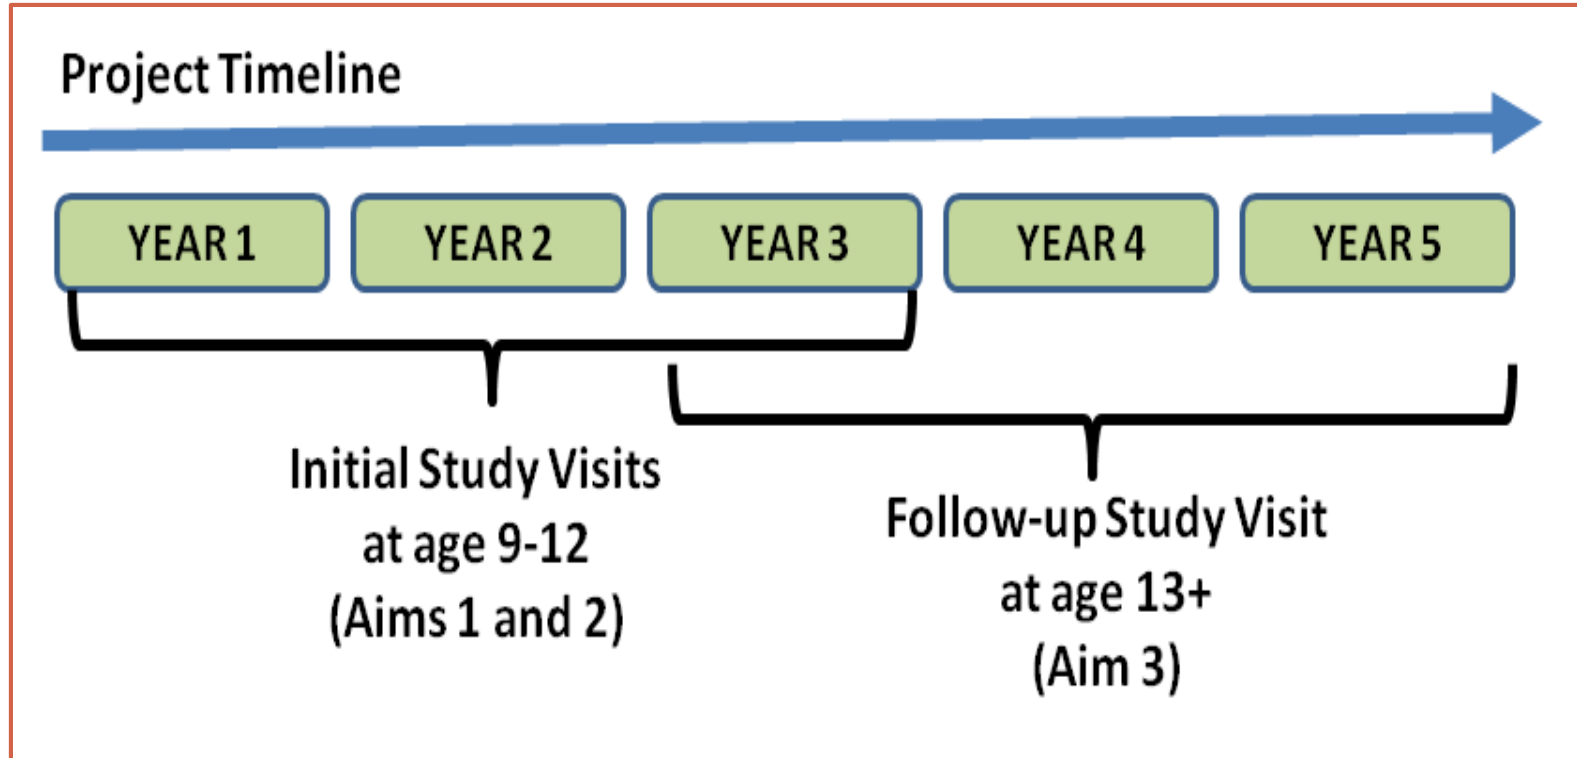 Project Timeline
YEAR 1
YEAR 2
YEAR 3
YEAR 4
YEAR 5
Initial Study Visits
at age 9-12
(Aims 1 and 2)
Follow-up Study Visit
at age 13+
(Aim 3)